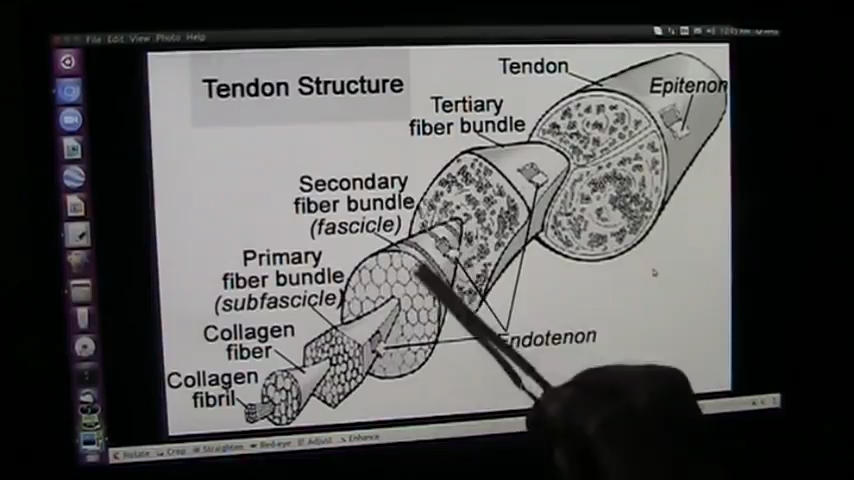 File Edit View Photo Help
Tendon Structure
Tendon
Epitenon
Tertiary
fiber bundle
Secondary
fiber bundle
(fascicle)
Primary
fiber bundle
(subfascicle)
Collagen
fiber
Collagen
fibril
Endotenon
Rotate Crop Straighten Red-eye Adjust Enhance